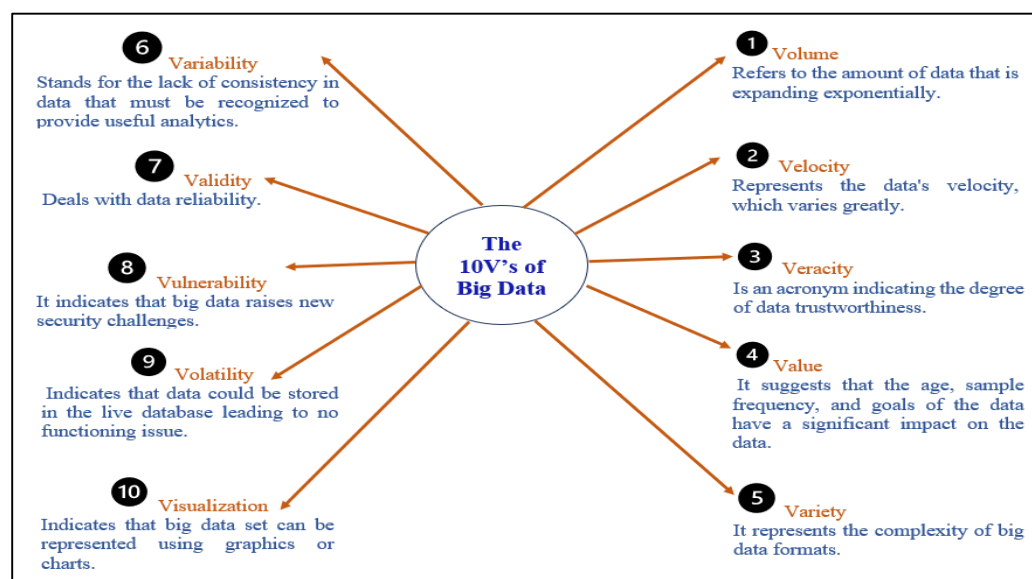 The
10V’s of
Big Data
1
Volume
Refers to the amount of data that is
expanding exponentially.
2
Velocity
Represents the data's velocity,
which varies greatly.
3
Veracity
Is an acronym indicating the degree
of data trustworthiness.
4
Value
It suggests that the age, sample
frequency, and goals of the data
have a significant impact on the
data.
5
Variety
It represents the complexity of big
data formats.
6
Variability
Stands for the lack of consistency in
data that must be recognized to
provide useful analytics.
7
Validity
Deals with data reliability.
8
Vulnerability
It indicates that big data raises new
security challenges.
9
Volatility
Indicates that data could be stored
in the live database leading to no
functioning issue.
10
Visualization
Indicates that big data set can be
represented using graphics or
charts.